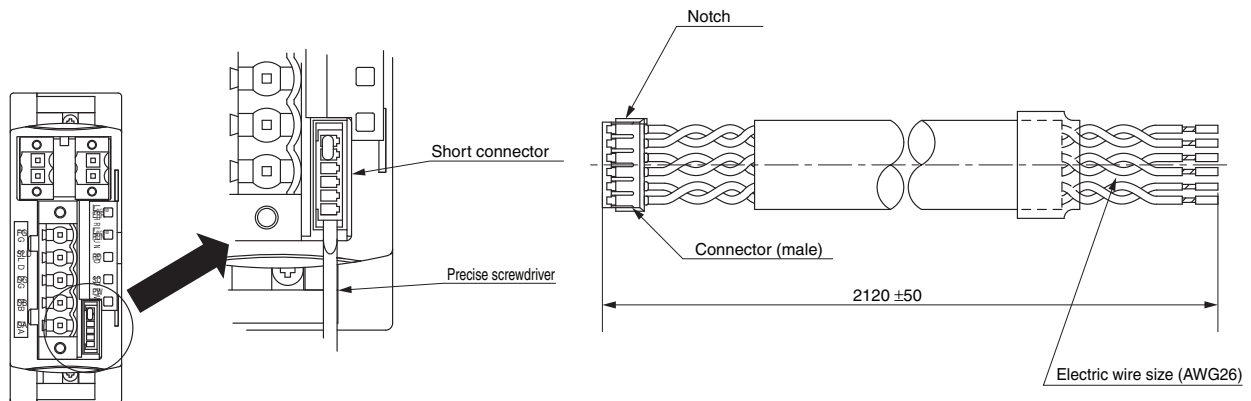 Notch
Short connector
Connector (male)
Precise screwdriver
2120 ±50
Electric wire size (AWG26)